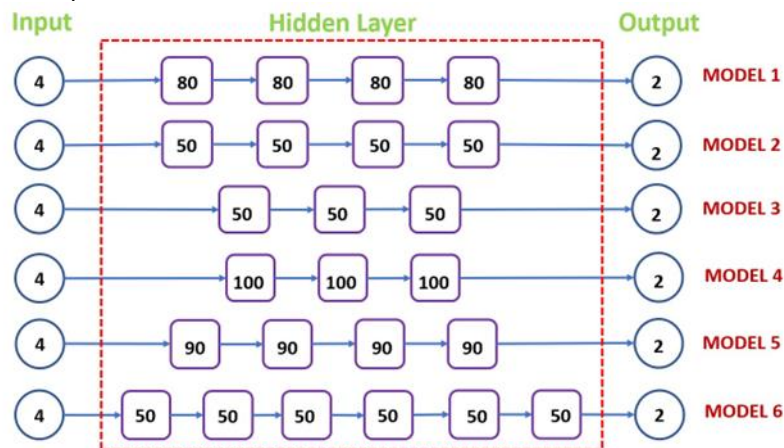 Input Hidden Layer Output
4 80 80 80 80 2 MODEL 1
4 50 50 50 50 2 MODEL 2
4 50 50 50 2 MODEL 3
4 100 100 100 2 MODEL 4
4 90 90 90 90 2 MODEL 5
4 50 50 50 50 50 50 2 MODEL 6